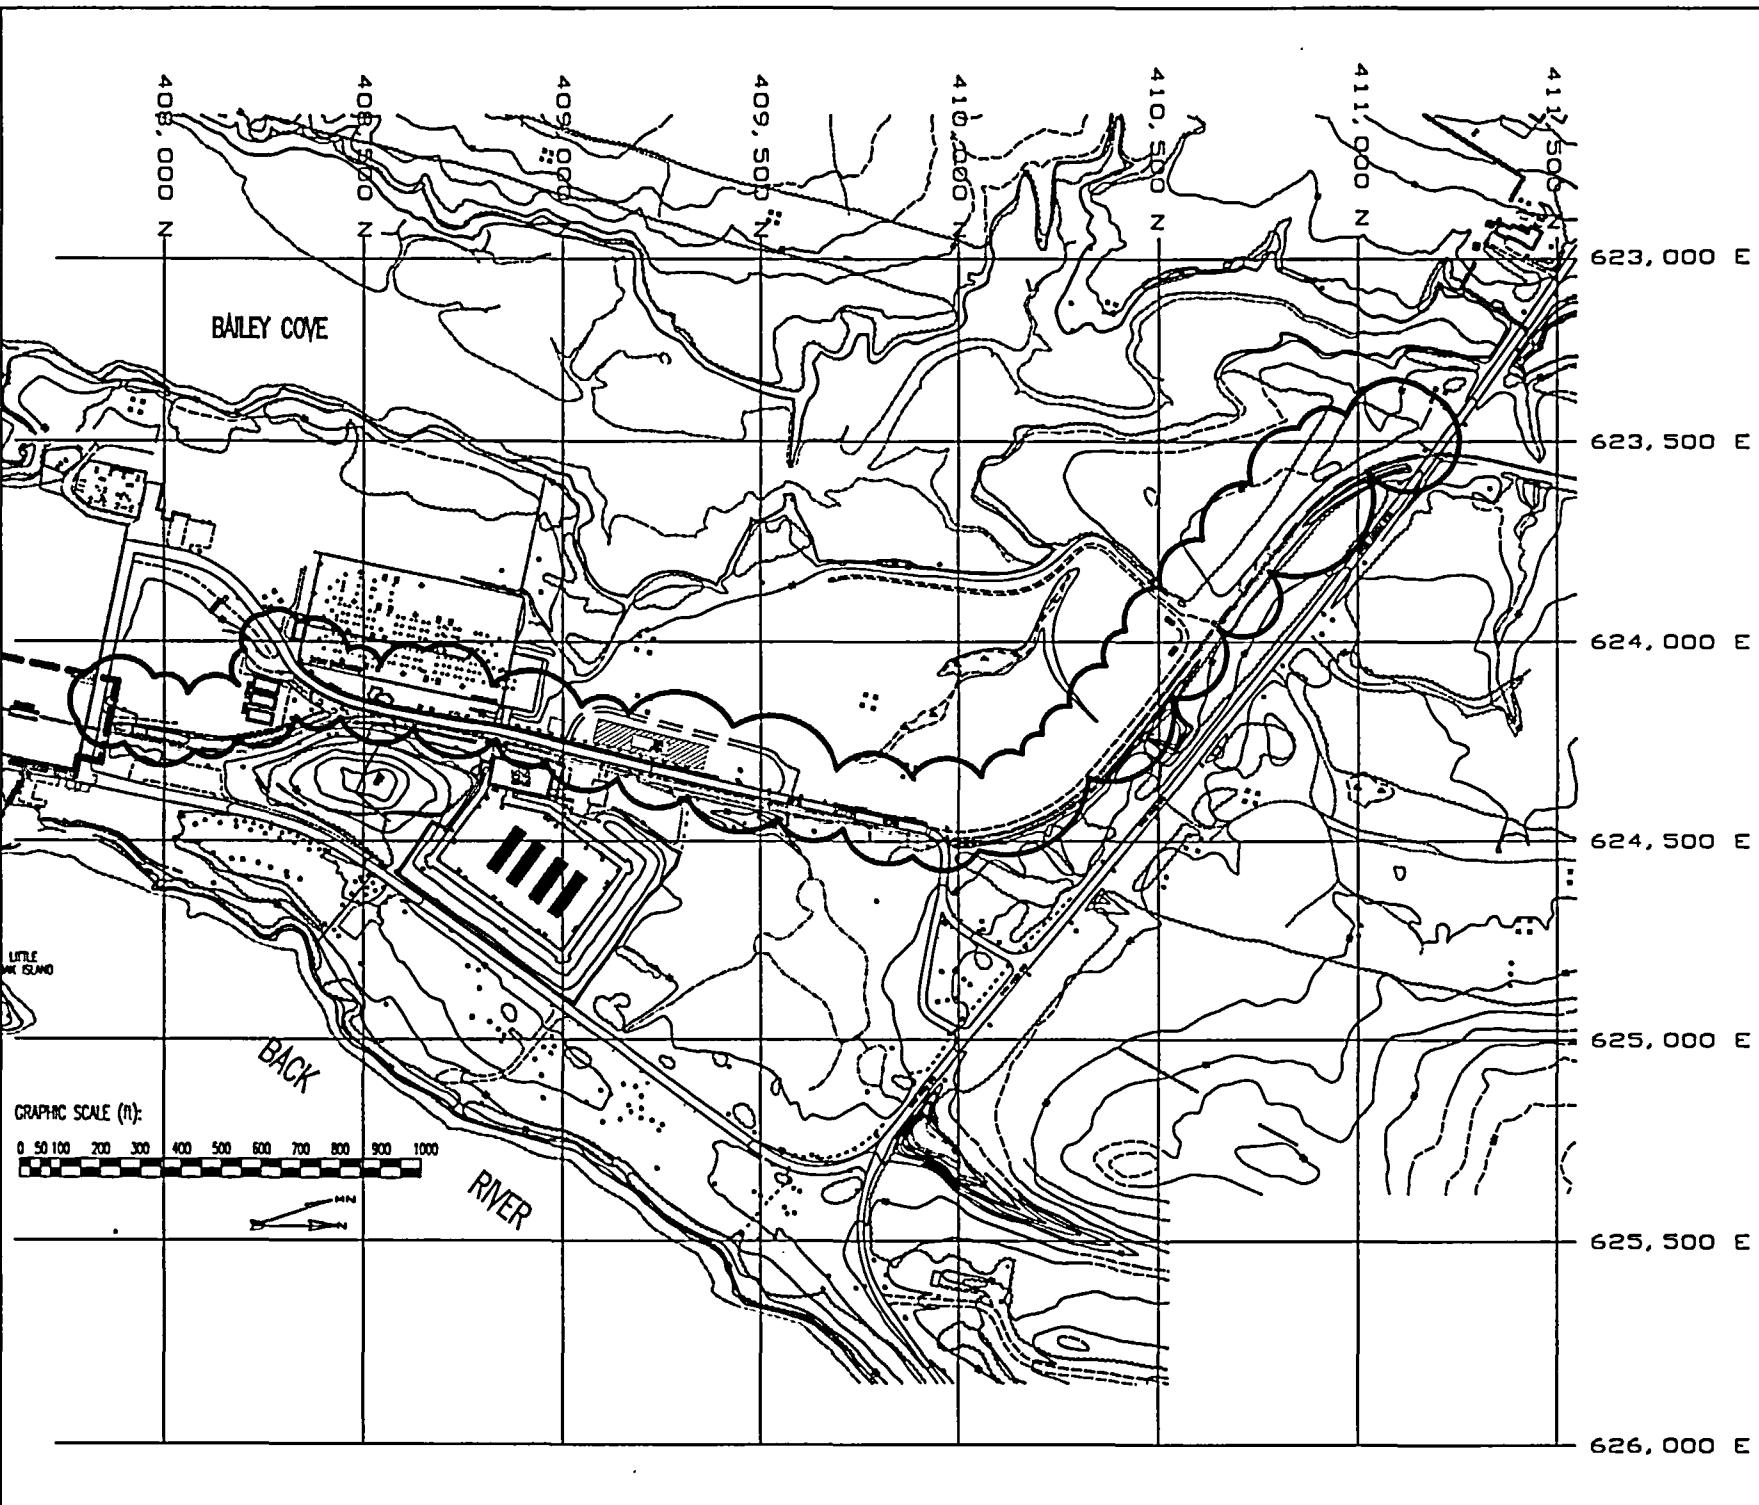 408,000 N
408,500 N
409,000 N
409,500 N
410,000 N
410,500 N
411,000 N
411,500 N
623,000 E
BAILEY COVE
623,500 E
624,000 E
624,500 E
LITTLE
OAK ISLAND
625,000 E
BACK
GRAPHIC SCALE (ft):
0 50 100 200 300 400 500 600 700 800 900 1000
RIVER
MN
N
625,500 E
626,000 E